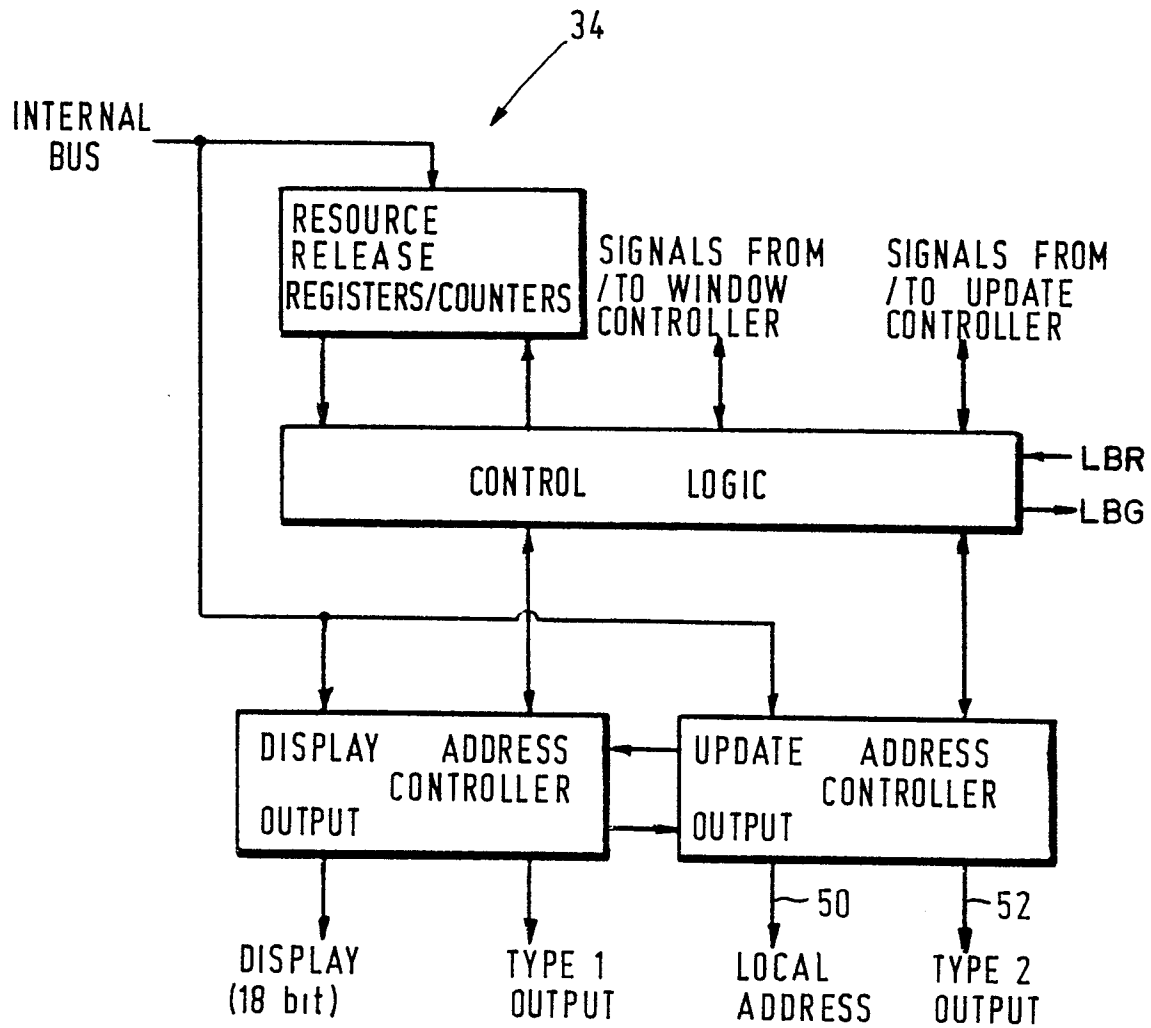 34
INTERNAL
BUS
RESOURCE
RELEASE
REGISTERS/COUNTERS
SIGNALS FROM
/TO WINDOW
CONTROLLER
SIGNALS FROM
/TO UPDATE
CONTROLLER
CONTROL LOGIC
LBR
LBG
DISPLAY ADDRESS
CONTROLLER
OUTPUT
UPDATE ADDRESS
CONTROLLER
OUTPUT
50
52
DISPLAY
(18 bit)
TYPE 1
OUTPUT
LOCAL
ADDRESS
TYPE 2
OUTPUT